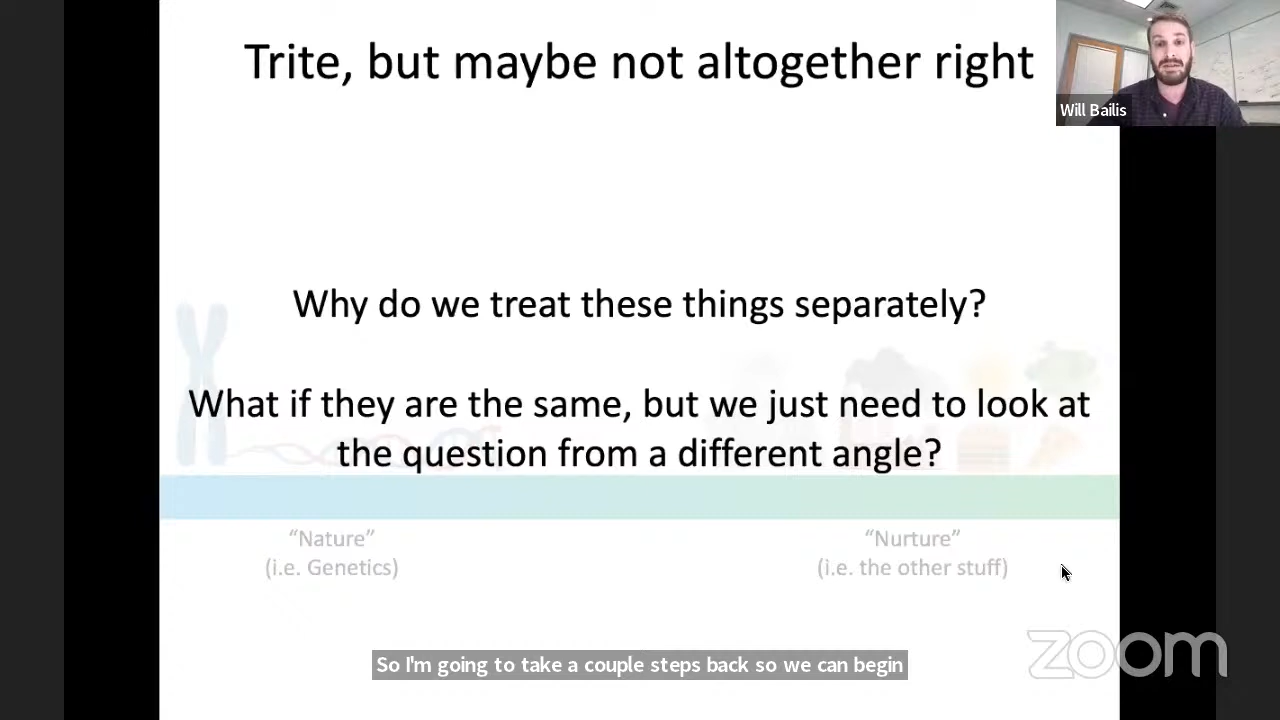 Trite, but maybe not altogether right
Will Bailis
Why do we treat these things separately?
What if they are the same, but we just need to look at
the question from a different angle?
“Nature”
(i.e. Genetics)
“Nurture”
(i.e. the other stuff)
So I'm going to take a couple steps back so we can begin
zoom